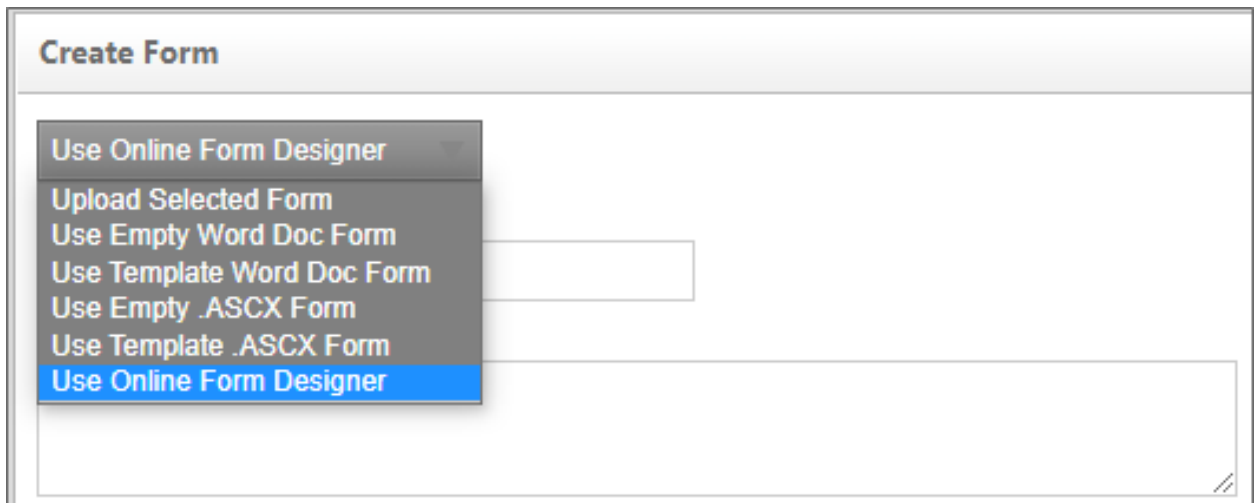 Create Form
Use Online Form Designer
Upload Selected Form
Use Empty Word Doc Form
Use Template Word Doc Form
Use Empty .ASCX Form
Use Template .ASCX Form
Use Online Form Designer